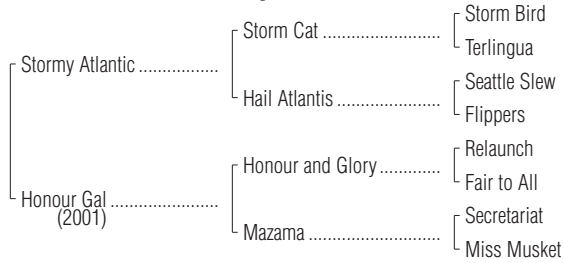 Storm Bird
Storm Cat ......................
Terlingua
Stormy Atlantic ...............
Seattle Slew
Hail Atlantis ...................
Flippers
Relaunch
Honour and Glory............
Fair to All
Honour Gal ....................
(2001)
Secretariat
Mazama ........................
Miss Musket